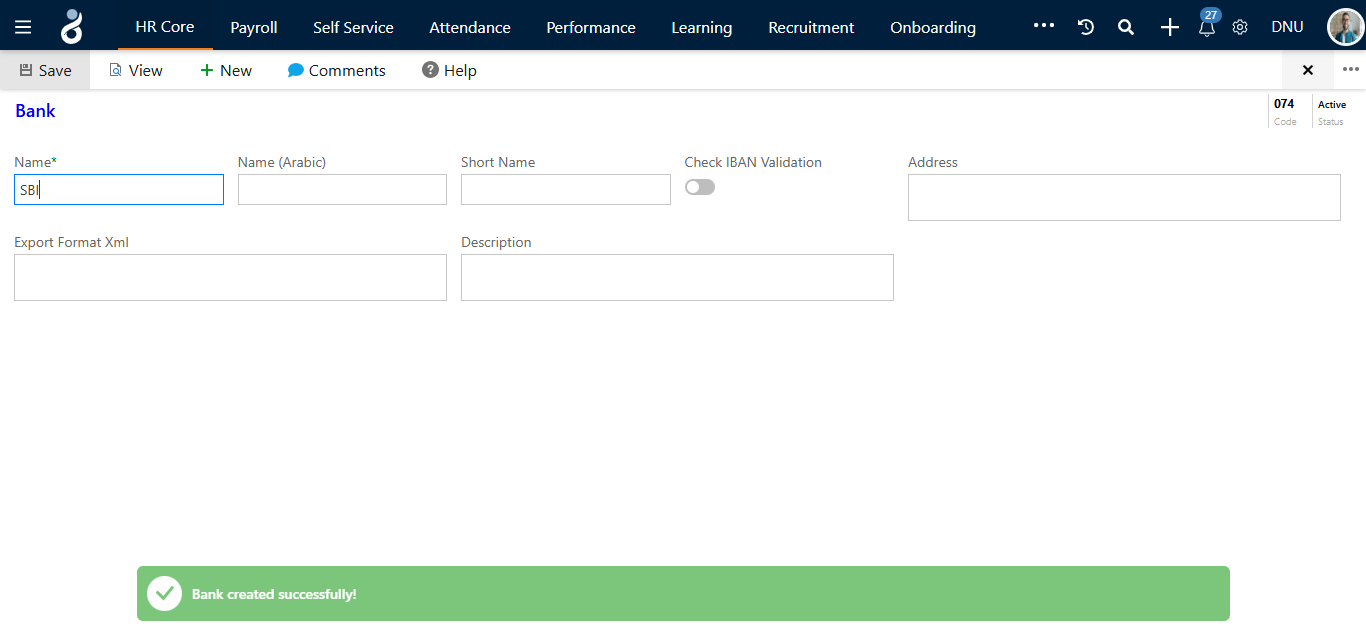 HR Core Payroll Self Service Attendance Performance Learning Recruitment Onboarding 27 DNU
Save View New Comments Help
Bank
074 Active
Code Status
Name* Name (Arabic) Short Name Check IBAN Validation Address
SBI
Export Format Xml Description
Bank created successfully!